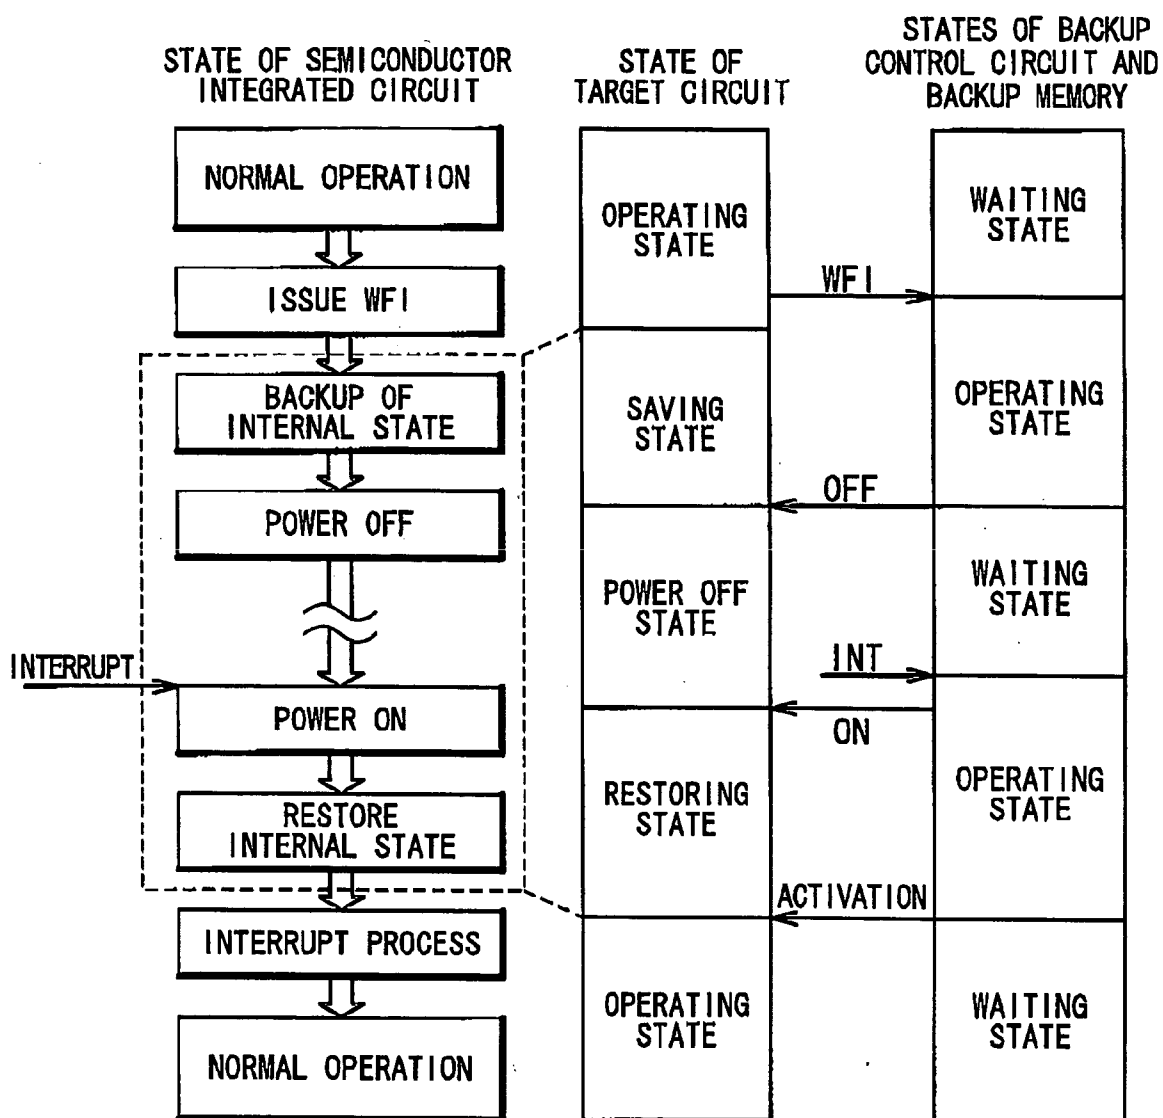 STATE OF SEMICONDUCTOR
INTEGRATED CIRCUIT
NORMAL OPERATION
ISSUE WFI
BACKUP OF
INTERNAL STATE
POWER OFF
INTERRUPT
POWER ON
RESTORE
INTERNAL STATE
INTERRUPT PROCESS
NORMAL OPERATION
STATE OF
TARGET CIRCUIT
OPERATING
STATE
SAVING
STATE
POWER OFF
STATE
RESTORING
STATE
OPERATING
STATE
WFI
OFF
INT
ON
ACTIVATION
STATES OF BACKUP
CONTROL CIRCUIT AND
BACKUP MEMORY
WAITING
STATE
OPERATING
STATE
WAITING
STATE
OPERATING
STATE
WAITING
STATE